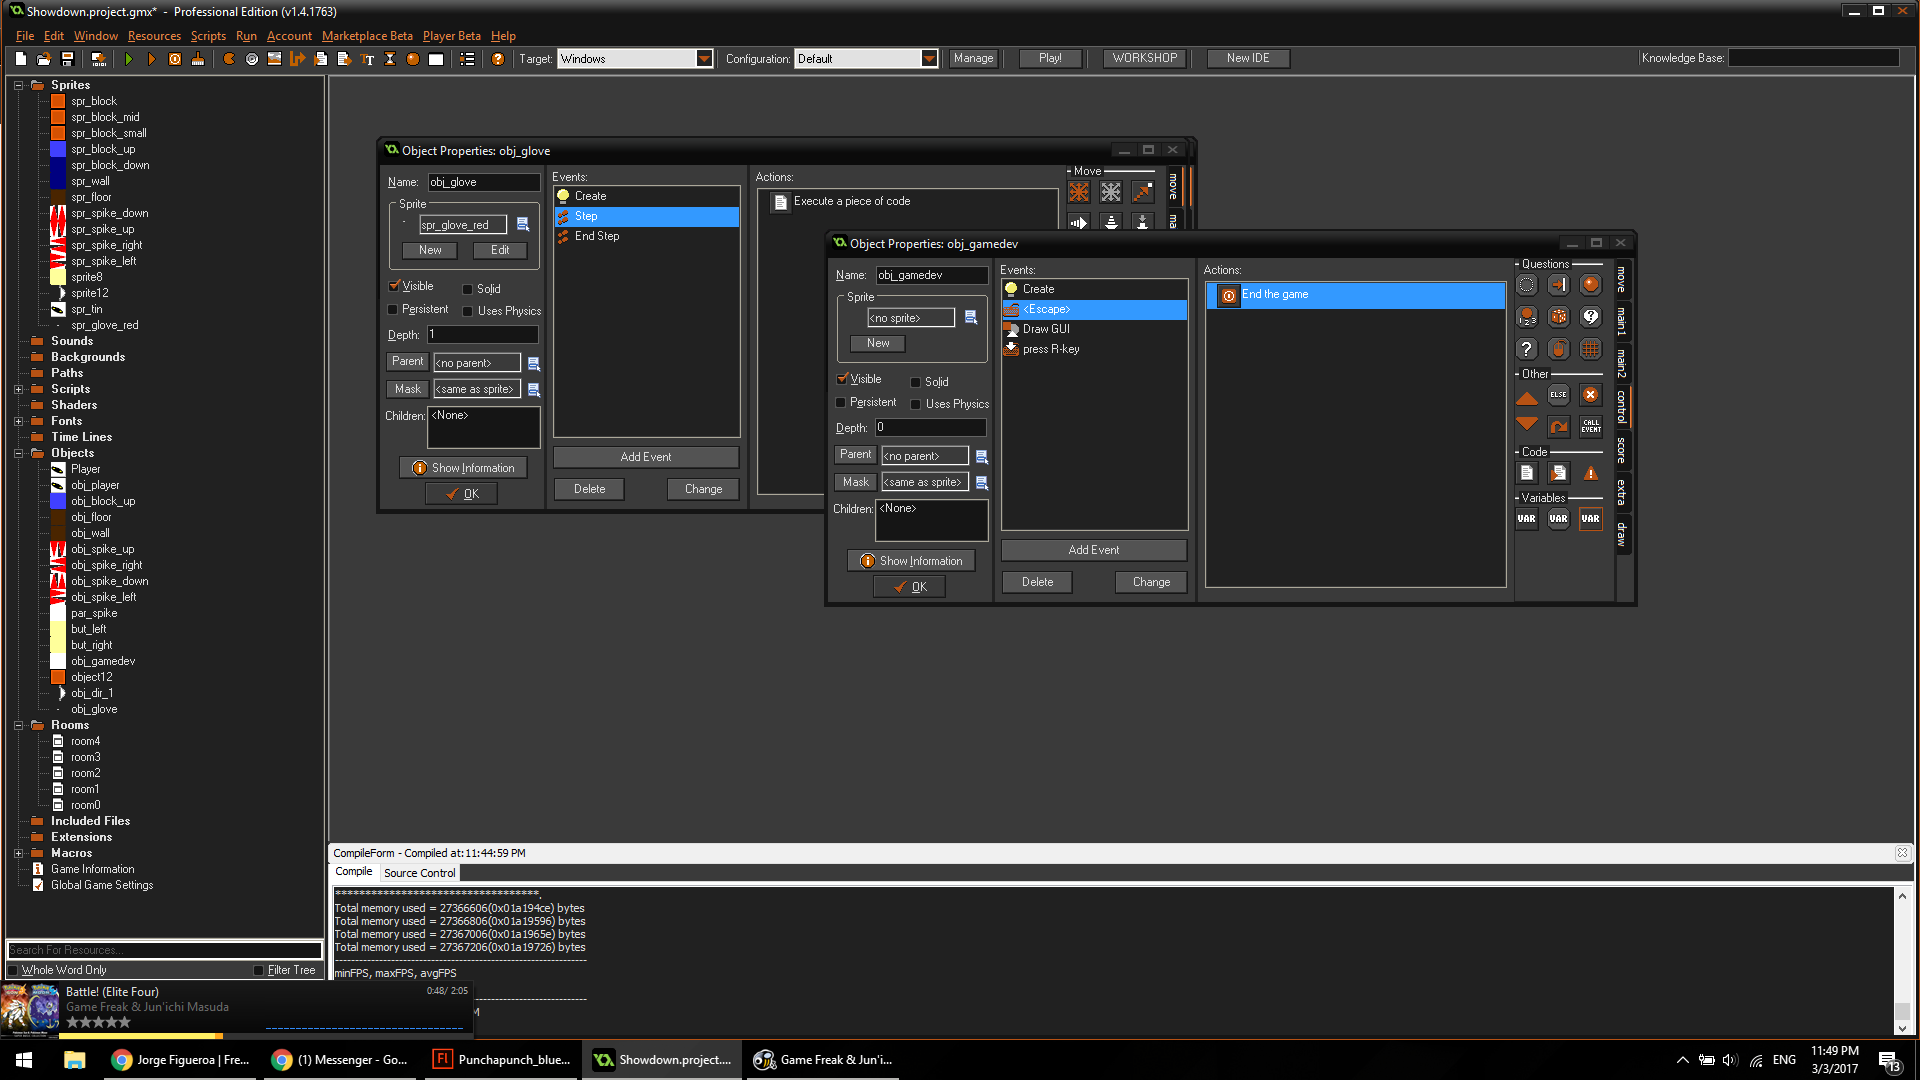 Showdown.project.gmx* - Professional Edition (v1.4.1763)
File Edit Window Resources Scripts Run Account Marketplace Beta Player Beta Help
Target: Windows Configuration: Default Manage Play! WORKSHOP New IDE Knowledge Base:
Sprites
spr_block
spr_block_mid
spr_block_small
spr_block_up
spr_block_down
spr_wall
spr_floor
spr_spike_down
spr_spike_up
spr_spike_right
spr_spike_left
sprite8
sprite12
spr_tin
spr_glove_red
Sounds
Backgrounds
Paths
Scripts
Shaders
Fonts
Time Lines
Objects
Player
obj_player
obj_block_up
obj_floor
obj_wall
obj_spike_up
obj_spike_right
obj_spike_down
obj_spike_left
par_spike
but_left
but_right
obj_gamedev
object12
obj_dir_1
obj_glove
Rooms
room4
room3
room2
room1
room0
Included Files
Extensions
Macros
Game Information
Global Game Settings
Search For Resources...
Whole Word Only Filter Tree
Object Properties: obj_glove
Name: obj_glove
Sprite
spr_glove_red
New Edit
Visible Solid
Persistent Uses Physics
Depth: 1
Parent <no parent>
Mask <same as sprite>
Children: <None>
Show Information
OK
Events:
Create
Step
End Step
Add Event
Delete Change
Actions:
Execute a piece of code
Move
move
Object Properties: obj_gamedev
Name: obj_gamedev
Sprite
<no sprite>
New
Visible Solid
Persistent Uses Physics
Depth: 0
Parent <no parent>
Mask <same as sprite>
Children: <None>
Show Information
OK
Events:
Create
<Escape>
Draw GUI
press R-key
Add Event
Delete Change
Actions:
End the game
Questions
1 2 3
?
Other
ELSE
CALL EVENT
Code
Variables
VAR VAR VAR
move
main1
main2
control
score
extra
draw
CompileForm - Compiled at: 11:44:59 PM
Compile Source Control
Total memory used = 27366606(0x01a194ce) bytes
Total memory used = 27366806(0x01a19596) bytes
Total memory used = 27367006(0x01a1965e) bytes
Total memory used = 27367206(0x01a19726) bytes
minFPS, maxFPS, avgFPS
Battle! (Elite Four) 0:48/ 2:05
Game Freak & Jun'ichi Masuda
Jorge Figueroa | Fre...
(1) Messenger - Go...
Punchapunch_blue...
Showdown.project....
Game Freak & Jun'i...
ENG
11:49 PM
3/3/2017
13